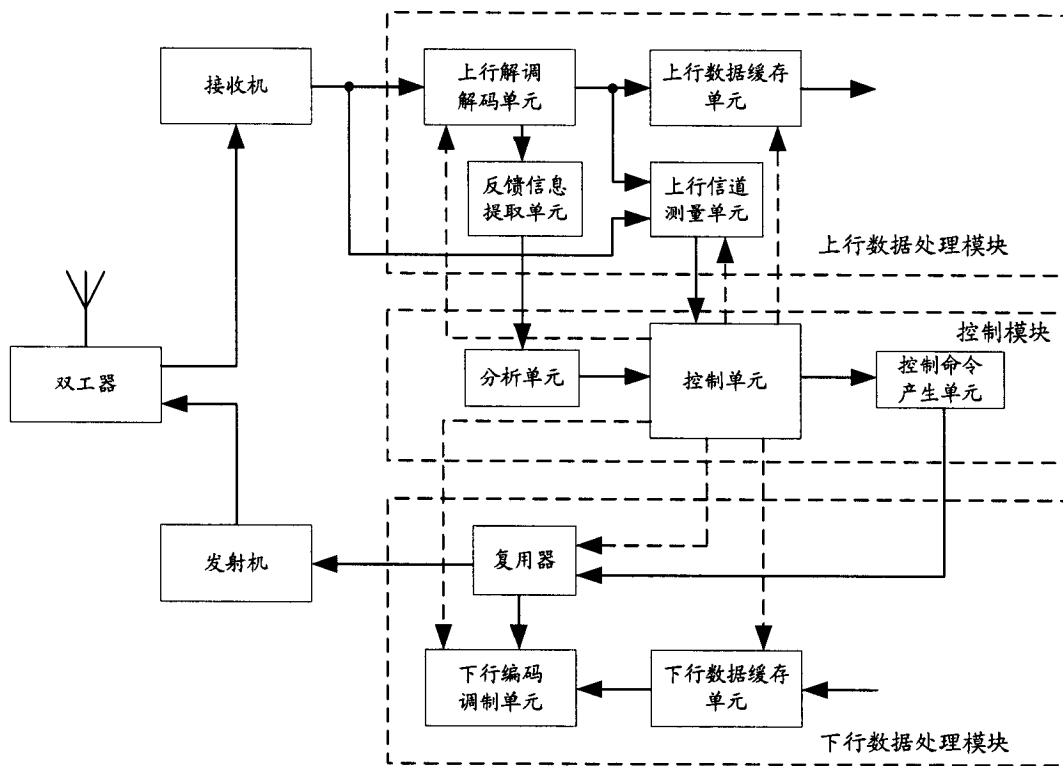 接收机
上行解调
解码单元
上行数据缓存
单元
反馈信息
提取单元
上行信道
测量单元
上行数据处理模块
控制模块
双工器
分析单元
控制单元
控制命令
产生单元
发射机
复用器
下行编码
调制单元
下行数据缓存
单元
下行数据处理模块